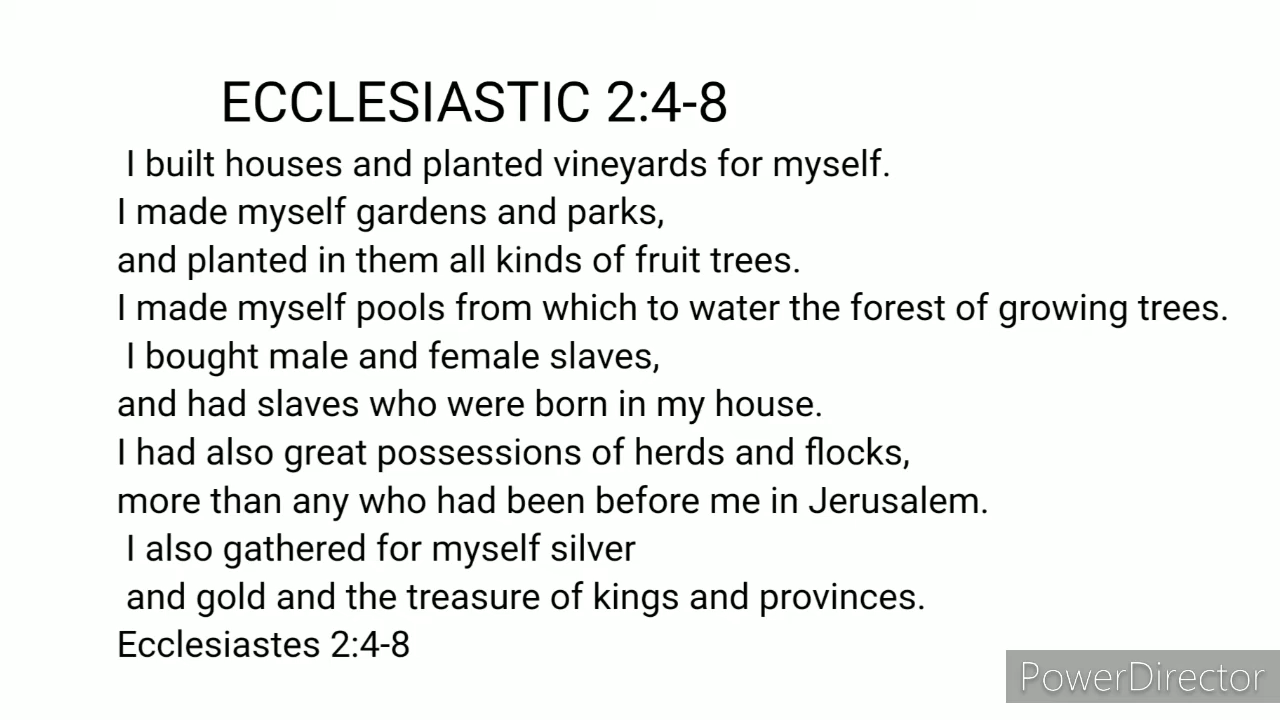 ECCLESIASTIC 2:4-8
I built houses and planted vineyards for myself.
I made myself gardens and parks,
and planted in them all kinds of fruit trees.
I made myself pools from which to water the forest of growing trees.
I bought male and female slaves,
and had slaves who were born in my house.
I had also great possessions of herds and flocks,
more than any who had been before me in Jerusalem.
I also gathered for myself silver
and gold and the treasure of kings and provinces.
Ecclesiastes 2:4-8
PowerDirector